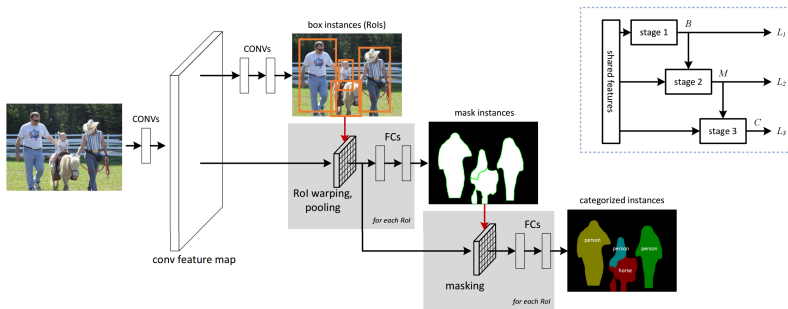 CONVs
conv feature map
CONVs
box instances (RoIs)
RoI warping,
pooling
FCs
for each RoI
mask instances
masking
FCs
for each RoI
categorized instances
person
person
person
horse
shared features
stage 1
B
L1
stage 2
M
L2
stage 3
C
L3